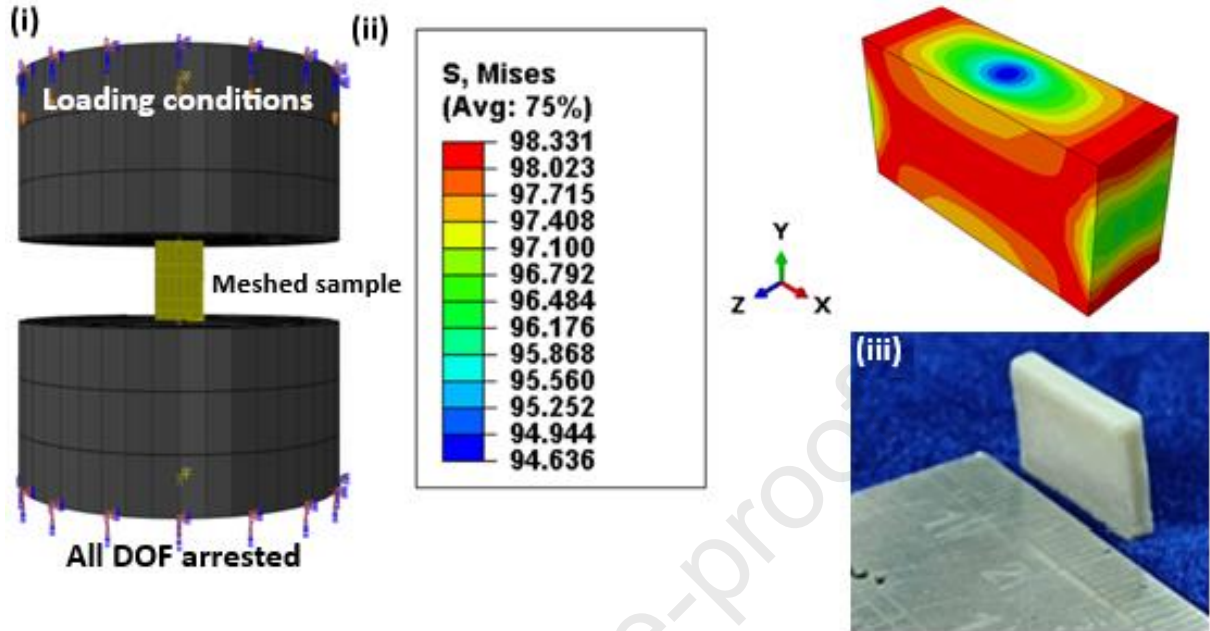 (i)
Loading conditions
Meshed sample
All DOF arrested
(ii)
S, Mises
(Avg: 75%)
98.331
98.023
97.715
97.408
97.100
96.792
96.484
96.176
95.868
95.560
95.252
94.944
94.636
Y
Z
X
(iii)
e-proof